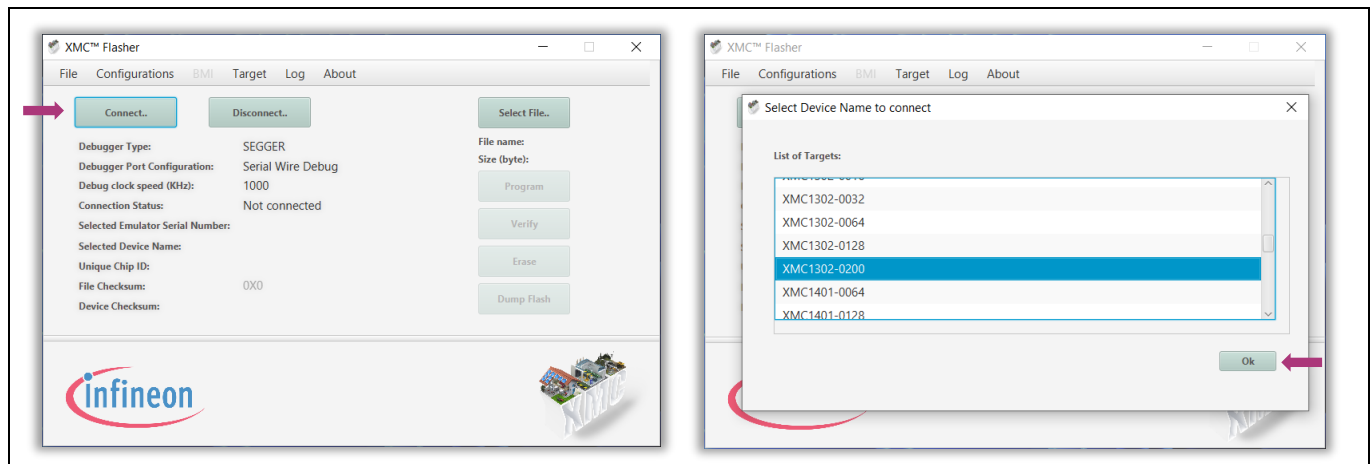 XMC™ Flasher
File Configurations BMI Target Log About
Connect.. Disconnect.. Select File..
Debugger Type: SEGGER
File name:
Debugger Port Configuration: Serial Wire Debug
Size (byte):
Debug clock speed (KHz): 1000
Program
Connection Status: Not connected
Selected Emulator Serial Number:
Verify
Selected Device Name:
Unique Chip ID:
Erase
File Checksum: 0X0
Device Checksum:
Dump Flash
infineon
XMC
XMC™ Flasher
File Configurations BMI Target Log About
Select Device Name to connect
List of Targets:
XMC1302-0032
XMC1302-0064
XMC1302-0128
XMC1302-0200
XMC1401-0064
XMC1401-0128
Ok